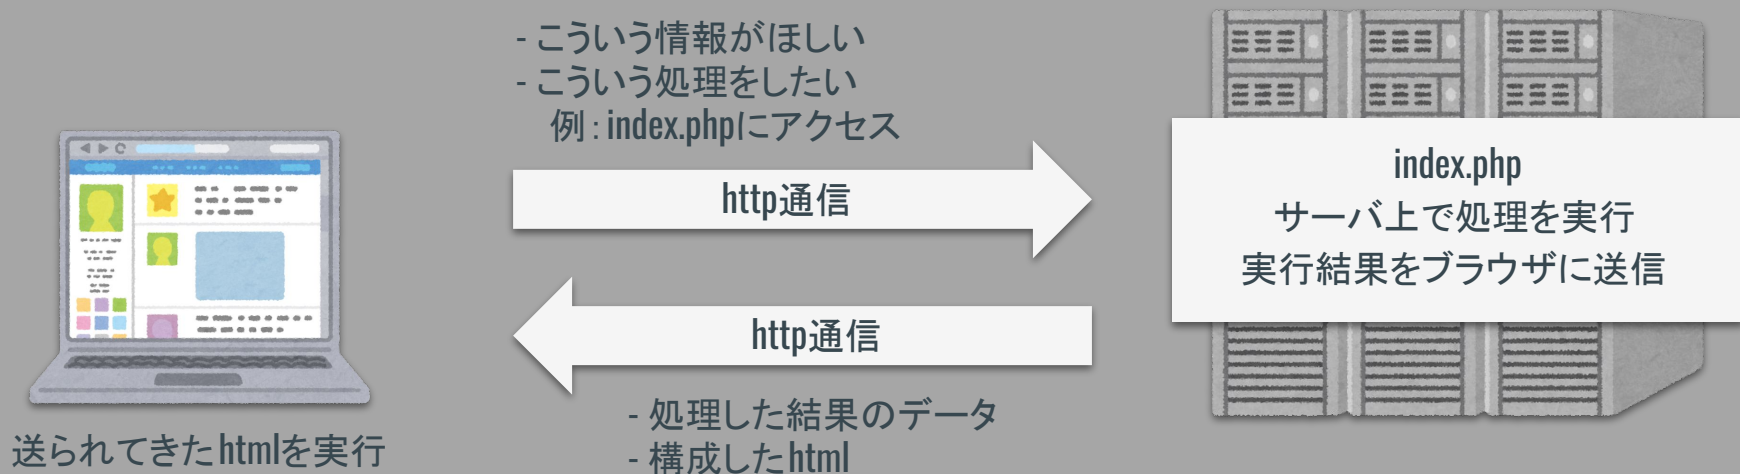 - こういう情報がほしい
- こういう処理をしたい
例：index.phpにアクセス
http通信
index.php
サーバ上で処理を実行
実行結果をブラウザに送信
http通信
- 処理した結果のデータ
- 構成したhtml
送られてきたhtmlを実行